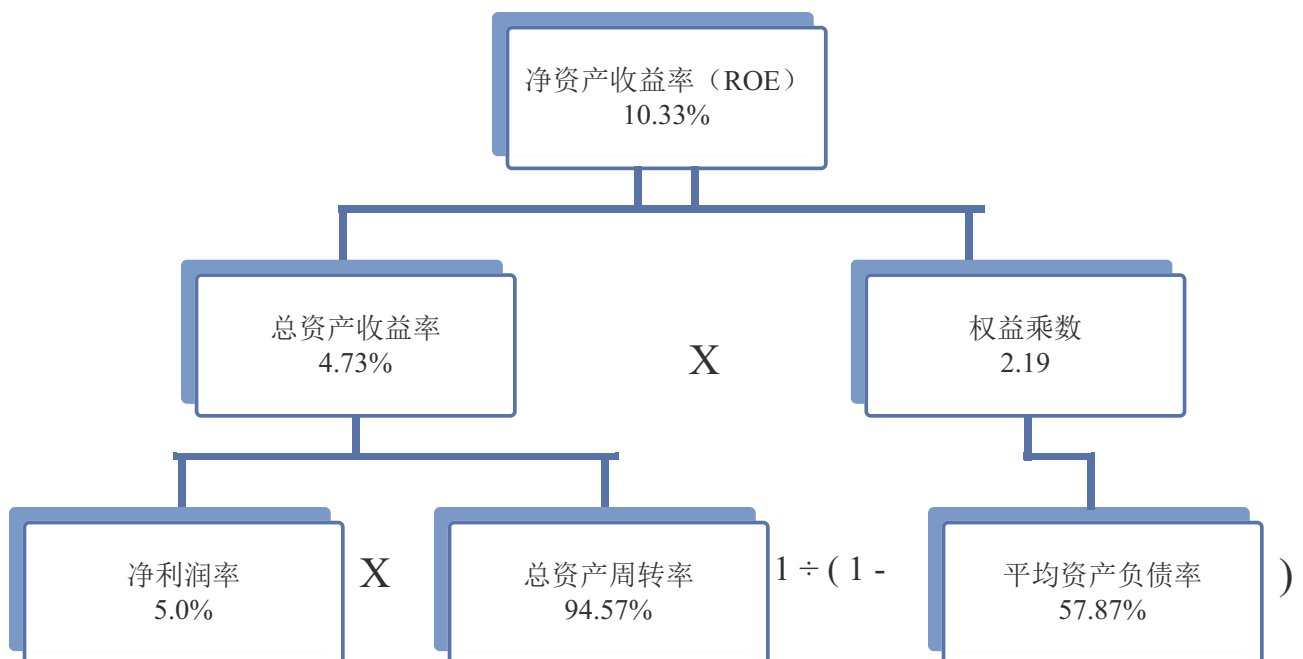 净资产收益率（ROE）
10.33%
总资产收益率
4.73%
X
权益乘数
2.19
净利润率
5.0%
X
总资产周转率
94.57%
1 ÷ ( 1 -
平均资产负债率
57.87%
)